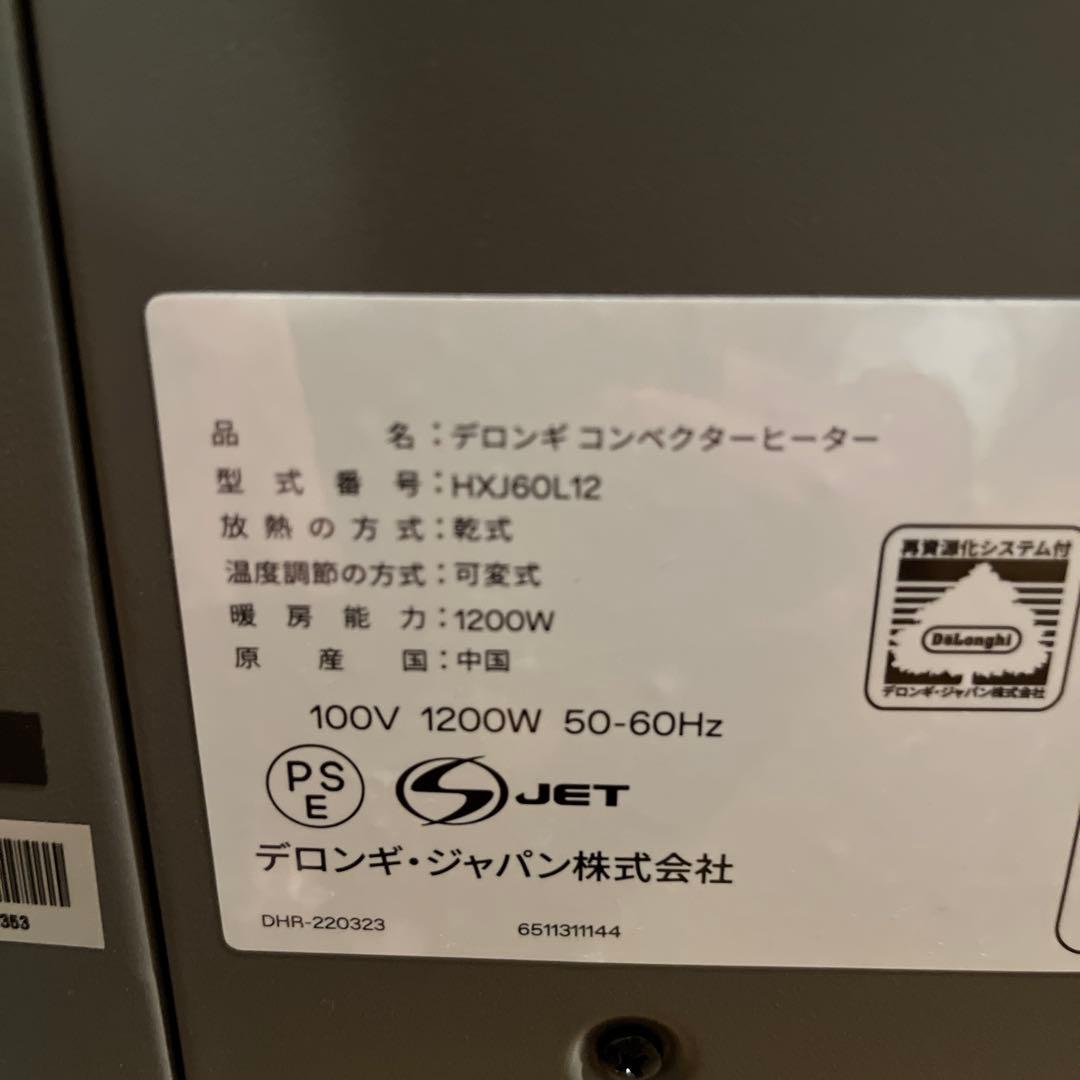 品名:デロンギ コンベクターヒーター
型式番号:HXJ60L12
放熱の方式:乾式
温度調節の方式:可変式
暖房能力:1200W
原産国:中国
100V 1200W 50-60Hz
PSE
JET
デロンギ・ジャパン株式会社
DHR-220323 6511311144
再資源化システム付
DeLonghi
デロンギ・ジャパン株式会社
353